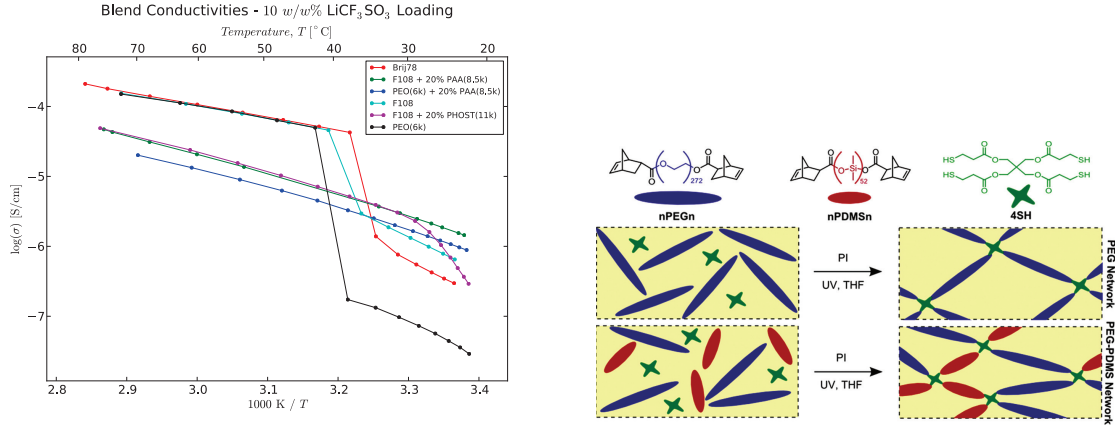 Blend Conductivities - 10 w/w% LiCF₃SO₃ Loading
Temperature, T [°C]
80 70 60 50 40 30 20
−4
−5
−6
−7
log(σ) [S/cm]
Brij78
F108 + 20% PAA(8,5k)
PEO(6k) + 20% PAA(8,5k)
F108
F108 + 20% PHOST(11k)
PEO(6k)
2.8 2.9 3.0 3.1 3.2 3.3 3.4
1000 K / T
O O O 272 O O
nPEGn
O O Si 52 O O
nPDMSn
HS O O SH
O O
HS O O SH
O O
4SH
PI
UV, THF
PEG Network
PI
UV, THF
PEG-PDMS Network